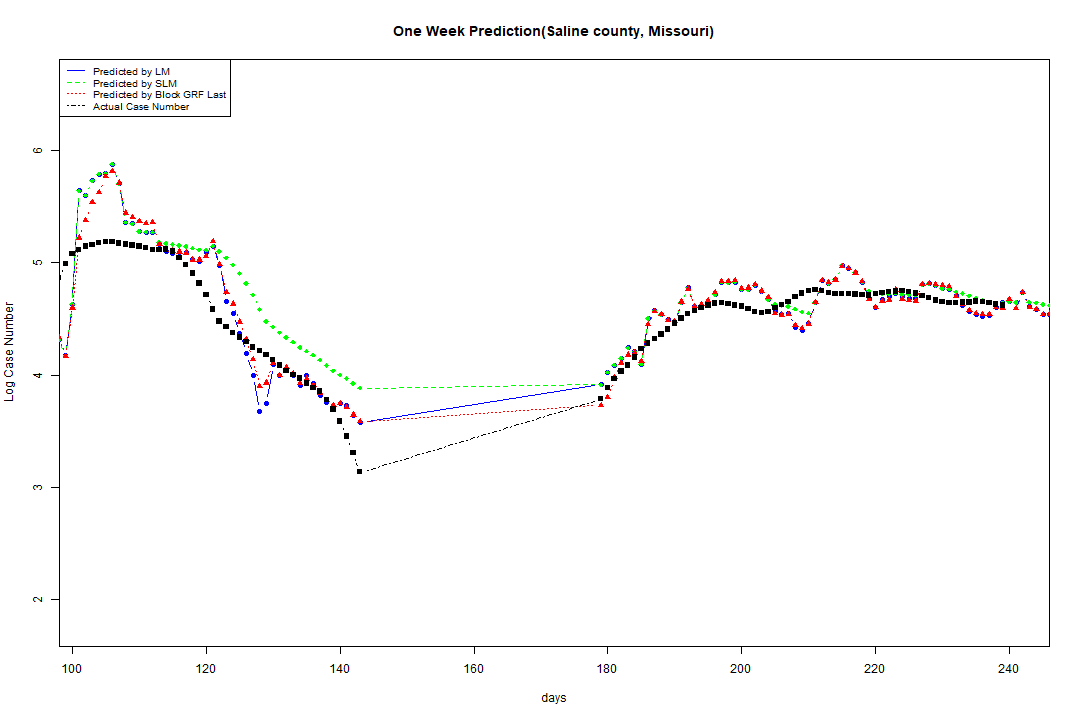 One Week Prediction(Saline county, Missouri)
Predicted by LM
Predicted by SLM
Predicted by Block GRF Last
Actual Case Number
6
5
4
3
2
Log Case Number
100 120 140 160 180 200 220 240
days